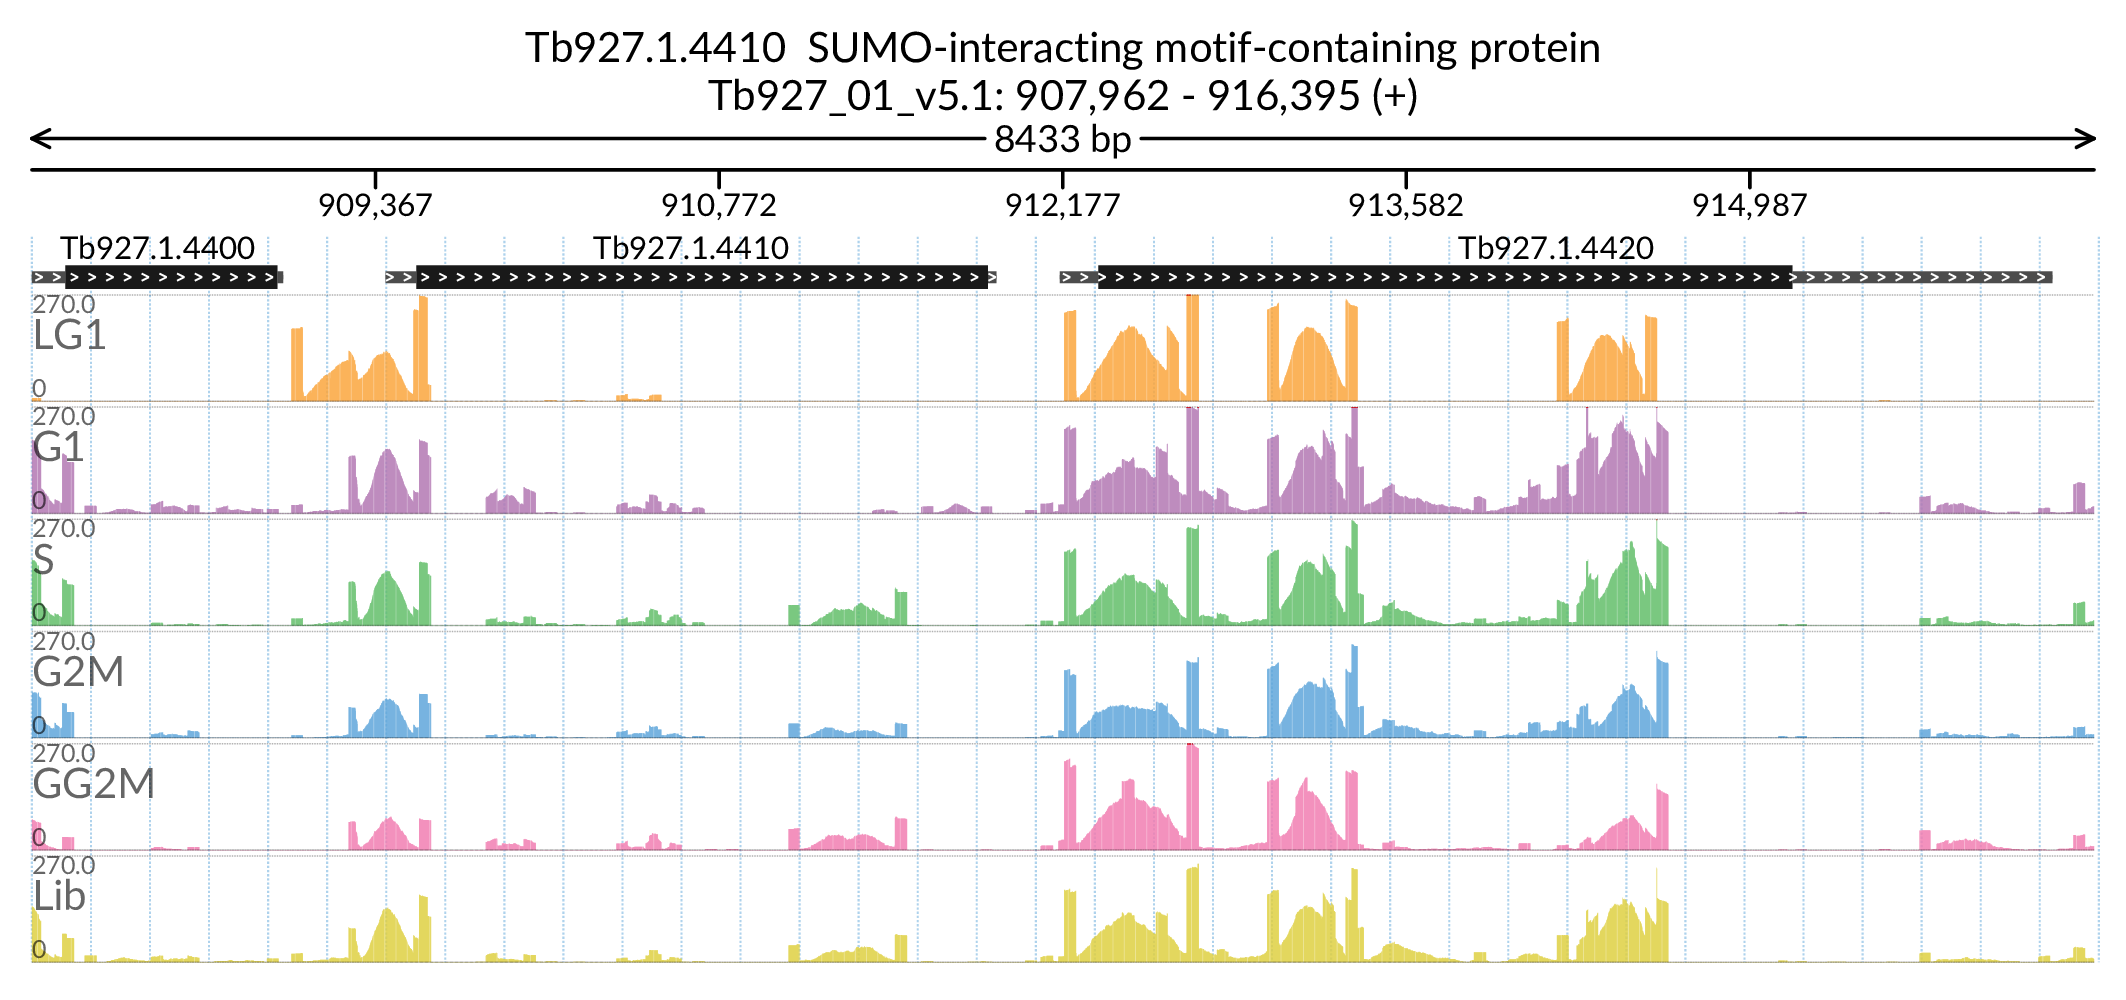 Tb927.1.4410 SUMO-interacting motif-containing protein
Tb927_01_v5.1: 907,962 - 916,395 (+)
8433 bp
909,367 910,772 912,177 913,582 914,987
Tb927.1.4400 Tb927.1.4410 Tb927.1.4420
270.0
LG1
0
270.0
G1
0
270.0
S
0
270.0
G2M
0
270.0
GG2M
0
270.0
Lib
0